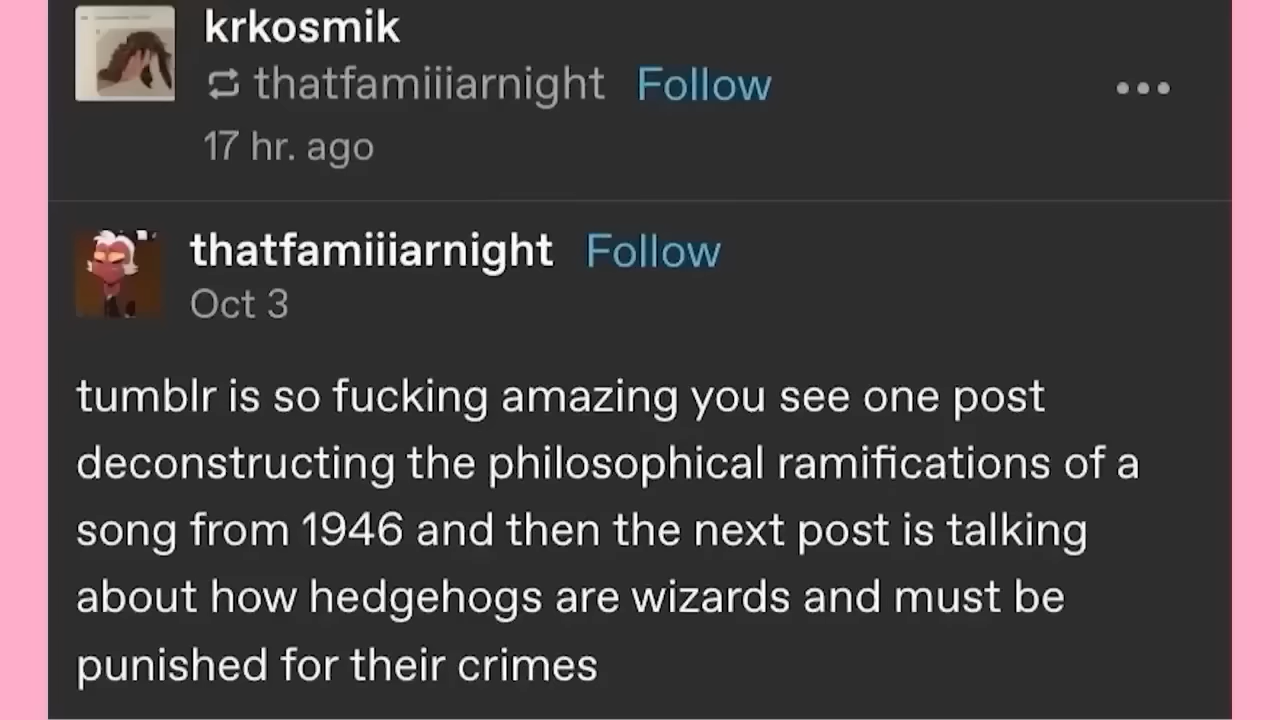 krkosmik
thatfamiiiarnight Follow
17 hr. ago
thatfamiiiarnight Follow
Oct 3
tumblr is so fucking amazing you see one post
deconstructing the philosophical ramifications of a
song from 1946 and then the next post is talking
about how hedgehogs are wizards and must be
punished for their crimes